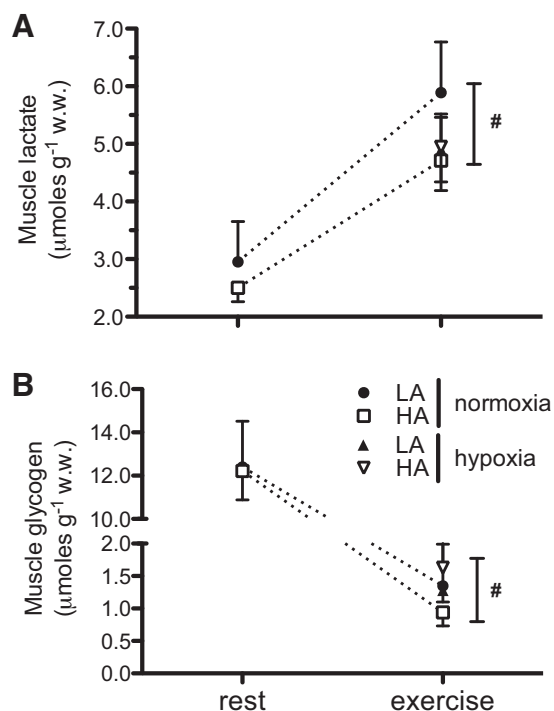 A
7.0
6.0
5.0
4.0
3.0
2.0
Muscle lactate
(μmoles g⁻¹ w.w.)
#
B
16.0
14.0
12.0
10.0
2.0
1.5
1.0
0.5
0.0
Muscle glycogen
(μmoles g⁻¹ w.w.)
LA
HA
normoxia
LA
HA
hypoxia
#
rest exercise